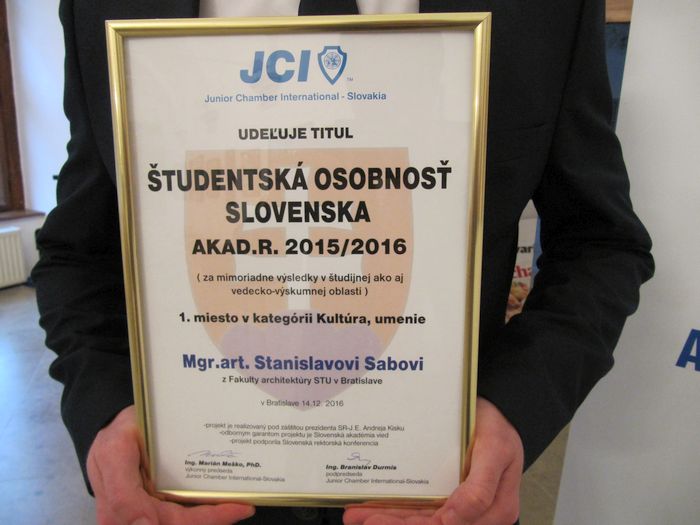 JCI
TM
Junior Chamber International - Slovakia
UDEĽUJE TITUL
ŠTUDENTSKÁ OSOBNOSŤ
SLOVENSKA
AKAD.R. 2015/2016
( za mimoriadne výsledky v študijnej ako aj
vedecko-výskumnej oblasti )
1. miesto v kategórii Kultúra, umenie
Mgr.art. Stanislavovi Sabovi
z Fakulty architektúry STU v Bratislave
v Bratislave 14.12. 2016
-projekt je realizovaný pod záštitou prezidenta SR-J.E. Andreja Kisku
-odborným garantom projektu je Slovenská akadémia vied
-projekt podporila Slovenská rektorská konferencia
Ing. Marián Meško, PhD.
výkonný predseda
Junior Chamber International-Slovakia
Ing. Branislav Durmis
podpredseda
Junior Chamber International-Slovakia